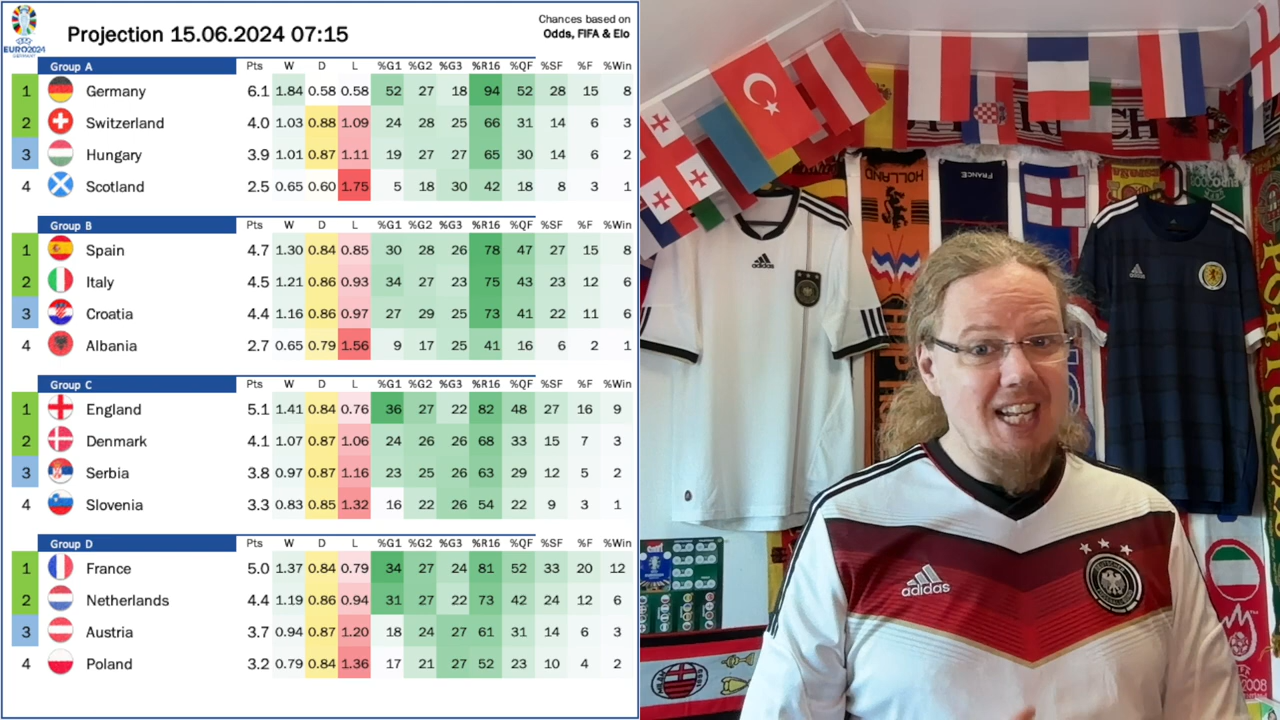 EURO2024
GERMANY
Projection 15.06.2024 07:15
Chances based on
Odds, FIFA & Elo
Group A Pts W D L %G1 %G2 %G3 %R16 %QF %SF %F %Win
1 Germany 6.1 1.84 0.58 0.58 52 27 18 94 52 28 15 8
2 Switzerland 4.0 1.03 0.88 1.09 24 28 25 66 31 14 6 3
3 Hungary 3.9 1.01 0.87 1.11 19 27 27 65 30 14 6 2
4 Scotland 2.5 0.65 0.60 1.75 5 18 30 42 18 8 3 1
Group B Pts W D L %G1 %G2 %G3 %R16 %QF %SF %F %Win
1 Spain 4.7 1.30 0.84 0.85 30 28 26 78 47 27 15 8
2 Italy 4.5 1.21 0.86 0.93 34 27 23 75 43 23 12 6
3 Croatia 4.4 1.16 0.86 0.97 27 29 25 73 41 22 11 6
4 Albania 2.7 0.65 0.79 1.56 9 17 25 41 16 6 2 1
Group C Pts W D L %G1 %G2 %G3 %R16 %QF %SF %F %Win
1 England 5.1 1.41 0.84 0.76 36 27 22 82 48 27 16 9
2 Denmark 4.1 1.07 0.87 1.06 24 26 26 68 33 15 7 3
3 Serbia 3.8 0.97 0.87 1.16 23 25 26 63 29 12 5 2
4 Slovenia 3.3 0.83 0.85 1.32 16 22 26 54 22 9 3 1
Group D Pts W D L %G1 %G2 %G3 %R16 %QF %SF %F %Win
1 France 5.0 1.37 0.84 0.79 34 27 24 81 52 33 20 12
2 Netherlands 4.4 1.19 0.86 0.94 31 27 22 73 42 24 12 6
3 Austria 3.7 0.94 0.87 1.20 18 24 27 61 31 14 6 3
4 Poland 3.2 0.79 0.84 1.36 17 21 27 52 23 10 4 2
HOLLAND
FRANCE
adidas
adidas
2008